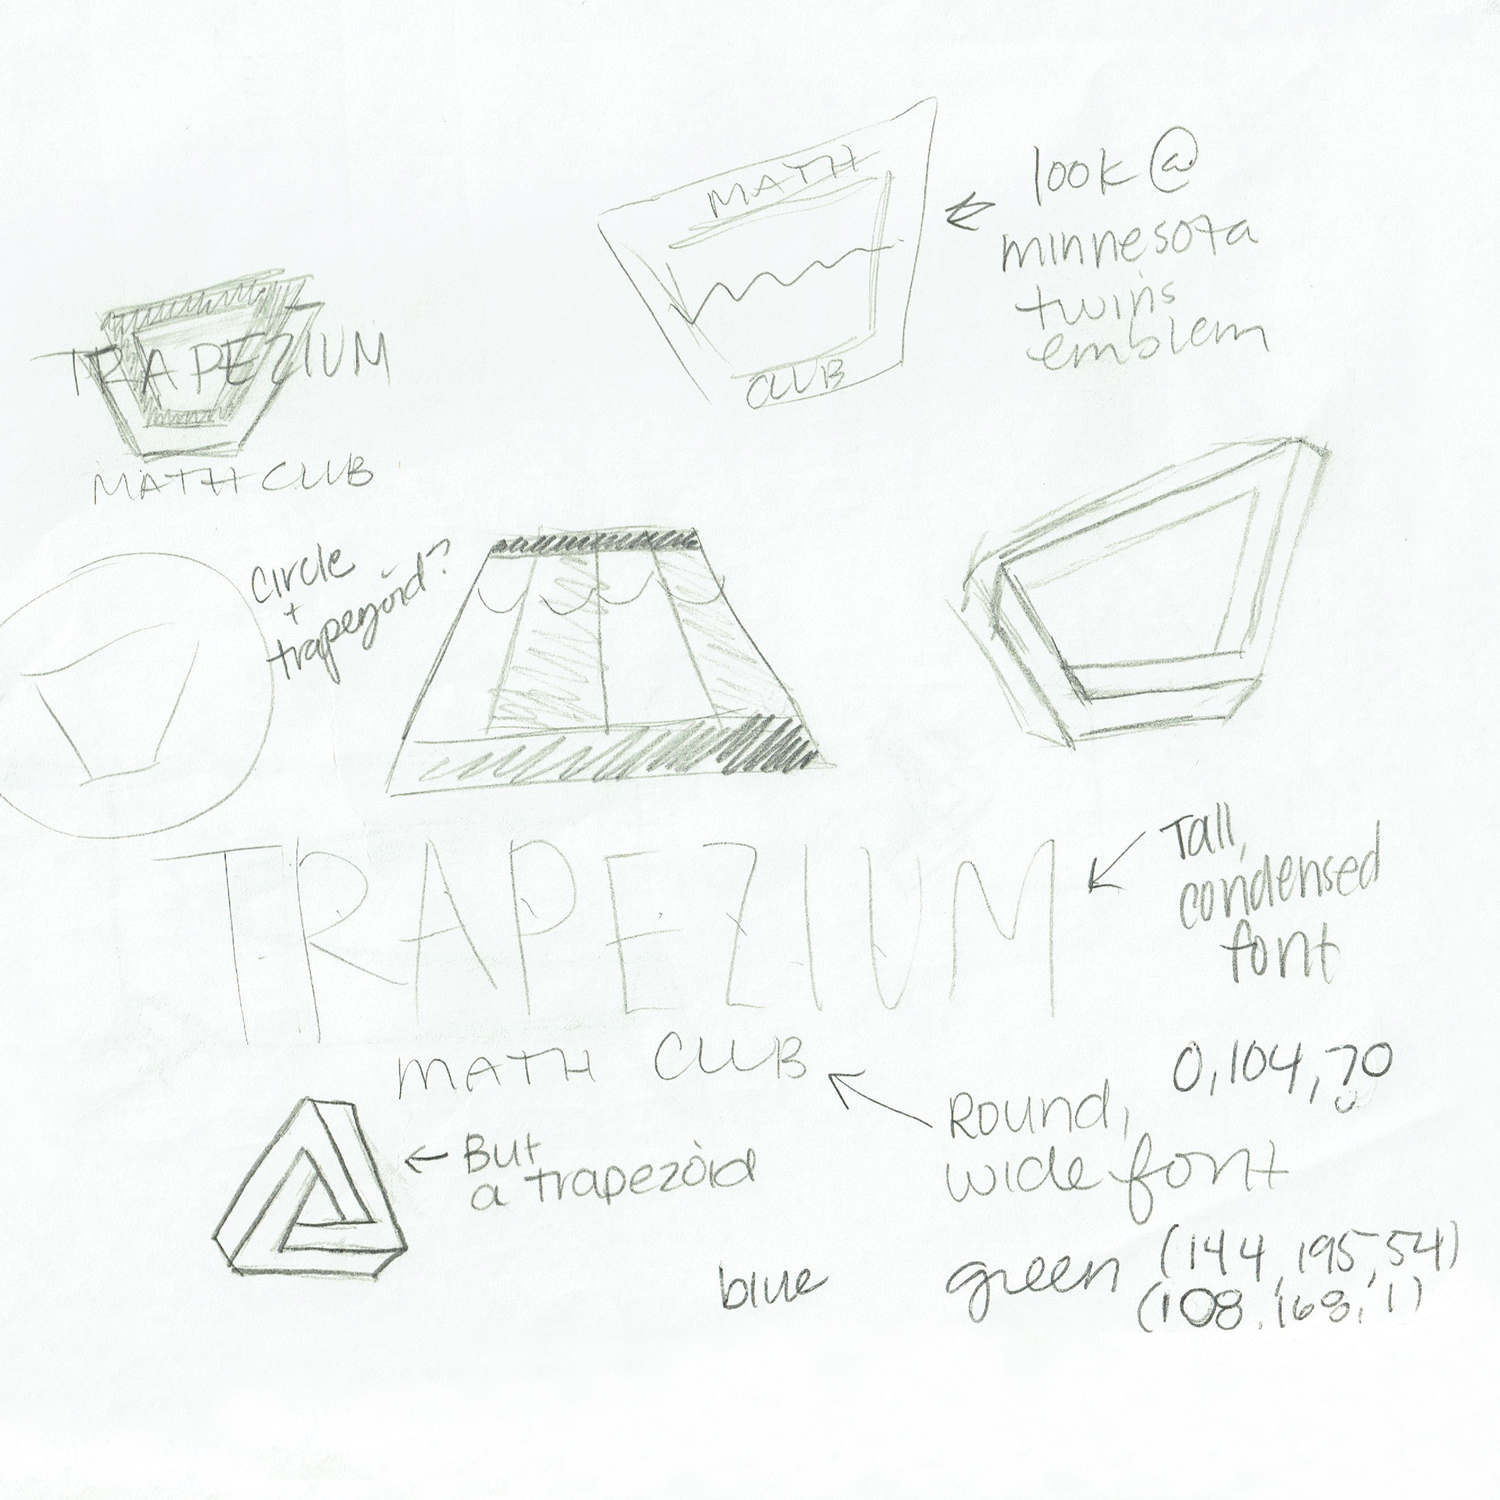 MATH
CLUB
look @
minnesota
twins
emblem
TRAPEZIUM
MATH CLUB
circle
+
trapezoid?
TRAPEZIUM
Tall,
condensed
font
MATH CLUB
Round,
wide font
0,104,70
But
a trapezoid
blue
green (144,195,54)
(108,168,1)